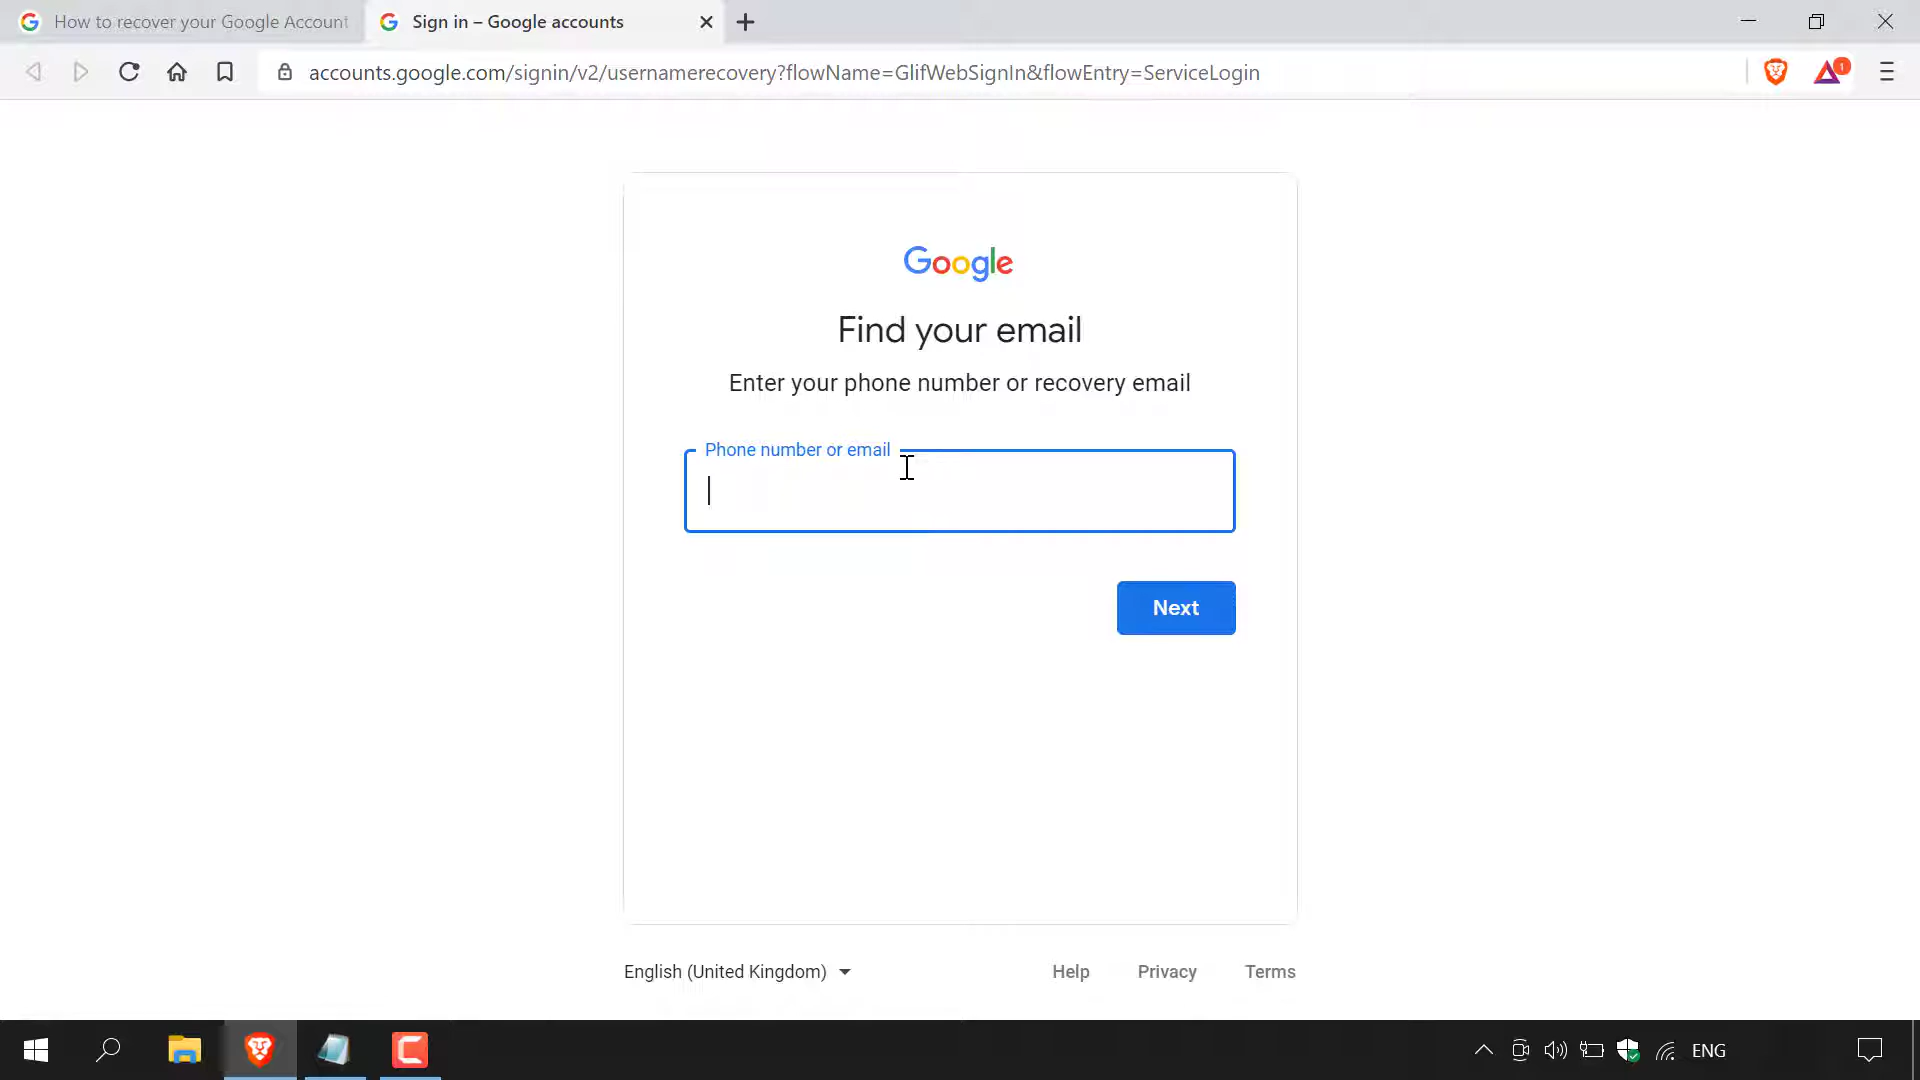 How to recover your Google Account
Sign in – Google accounts
accounts.google.com/signin/v2/usernamerecovery?flowName=GlifWebSignIn&flowEntry=ServiceLogin
1
Google
Find your email
Enter your phone number or recovery email
Phone number or email
Next
English (United Kingdom)
Help
Privacy
Terms
ENG